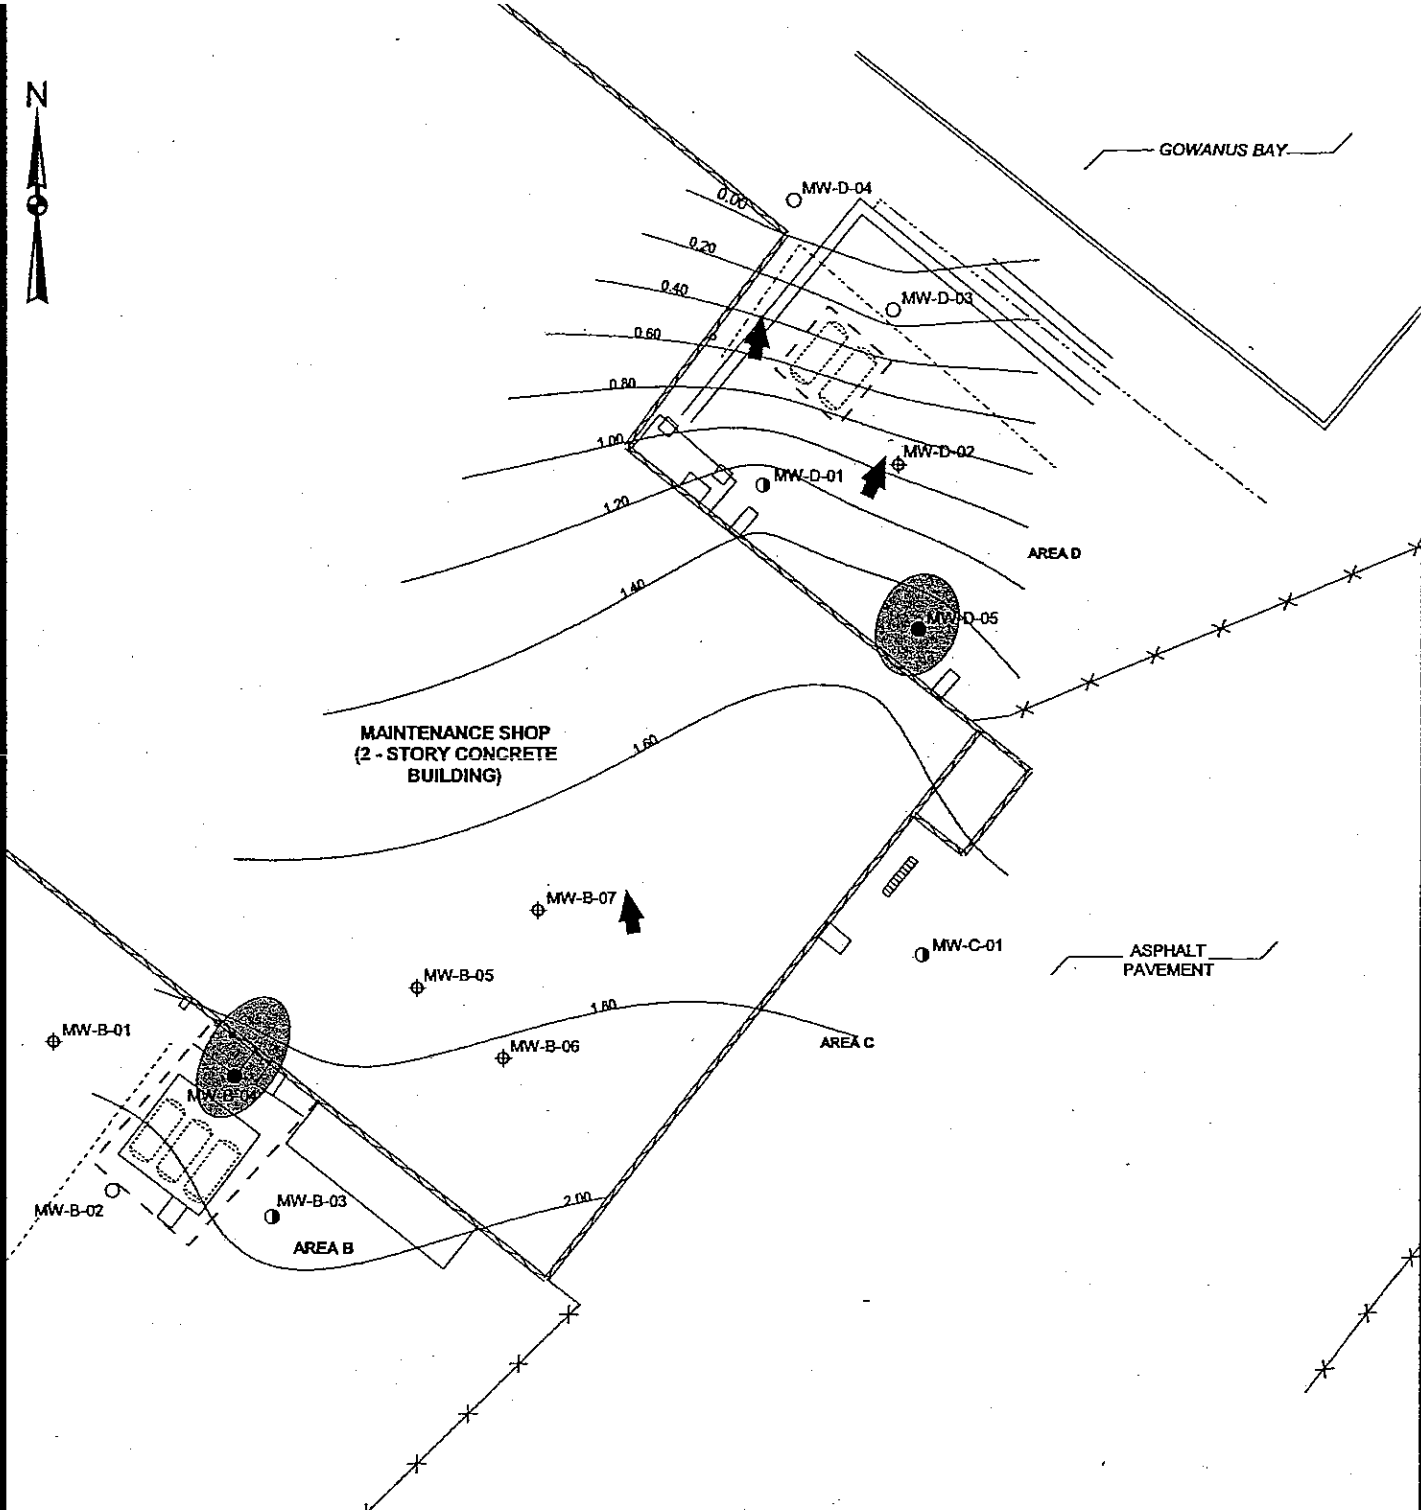 N
GOWANUS BAY
MW-D-04
0.00
0.20
0.40
MW-D-03
0.60
0.80
1.00
MW-D-02
MW-D-01
1.20
AREA D
1.40
MW-D-05
MAINTENANCE SHOP
(2 - STORY CONCRETE
BUILDING)
1.60
MW-B-07
MW-C-01
ASPHALT
PAVEMENT
MW-B-05
1.80
MW-B-01
MW-B-06
AREA C
MW-B-04
MW-B-02
MW-B-03
2.00
AREA B